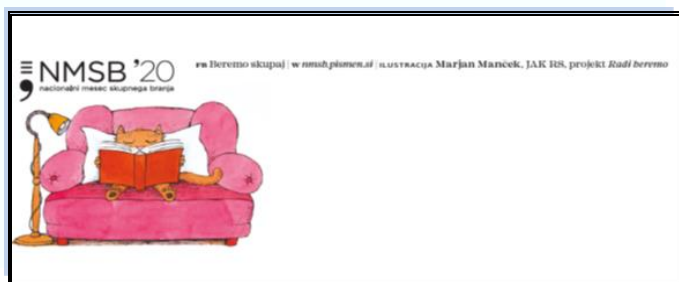 NMSB ’20
nacionalni mesec skupnega branja
FB Beremo skupaj | W nmsb.pismen.si | ILUSTRACIJA Marjan Manček, JAK RS, projekt Radi beremo